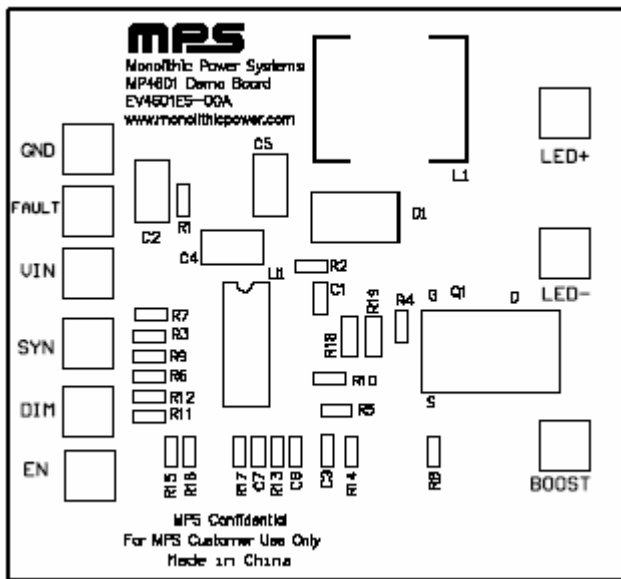 MPS
Monolithic Power Systems
MP4601 Demo Board
EV4601ES-00A
www.monolithicpower.com
GND
FAULT
VIN
SYN
DIM
EN
C5
C2
R1
C4
L1
D1
LED+
LED-
BOOST
U1
R2
C1
R18
R19
R4
G
Q1
D
S
R7
R3
R9
R6
R12
R11
R10
R5
R15
R16
R17
C7
R13
C8
C3
R14
R8
MPS Confidential
For MPS Customer Use Only
Made in China